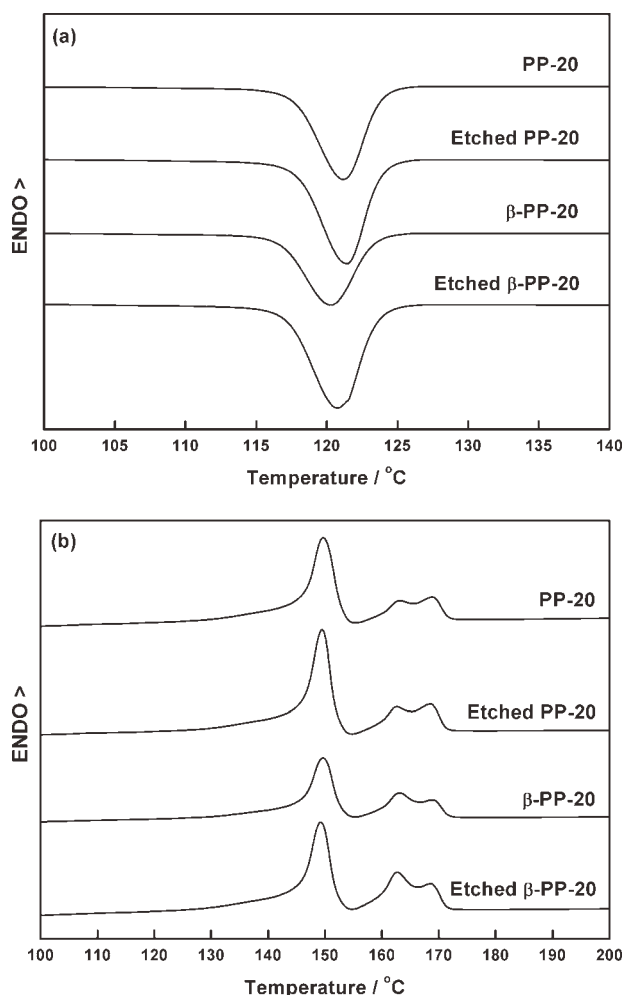 (a)
PP-20
Etched PP-20
β-PP-20
Etched β-PP-20
ENDO >
100 105 110 115 120 125 130 135 140
Temperature / °C
(b)
PP-20
Etched PP-20
β-PP-20
Etched β-PP-20
ENDO >
100 110 120 130 140 150 160 170 180 190 200
Temperature / °C